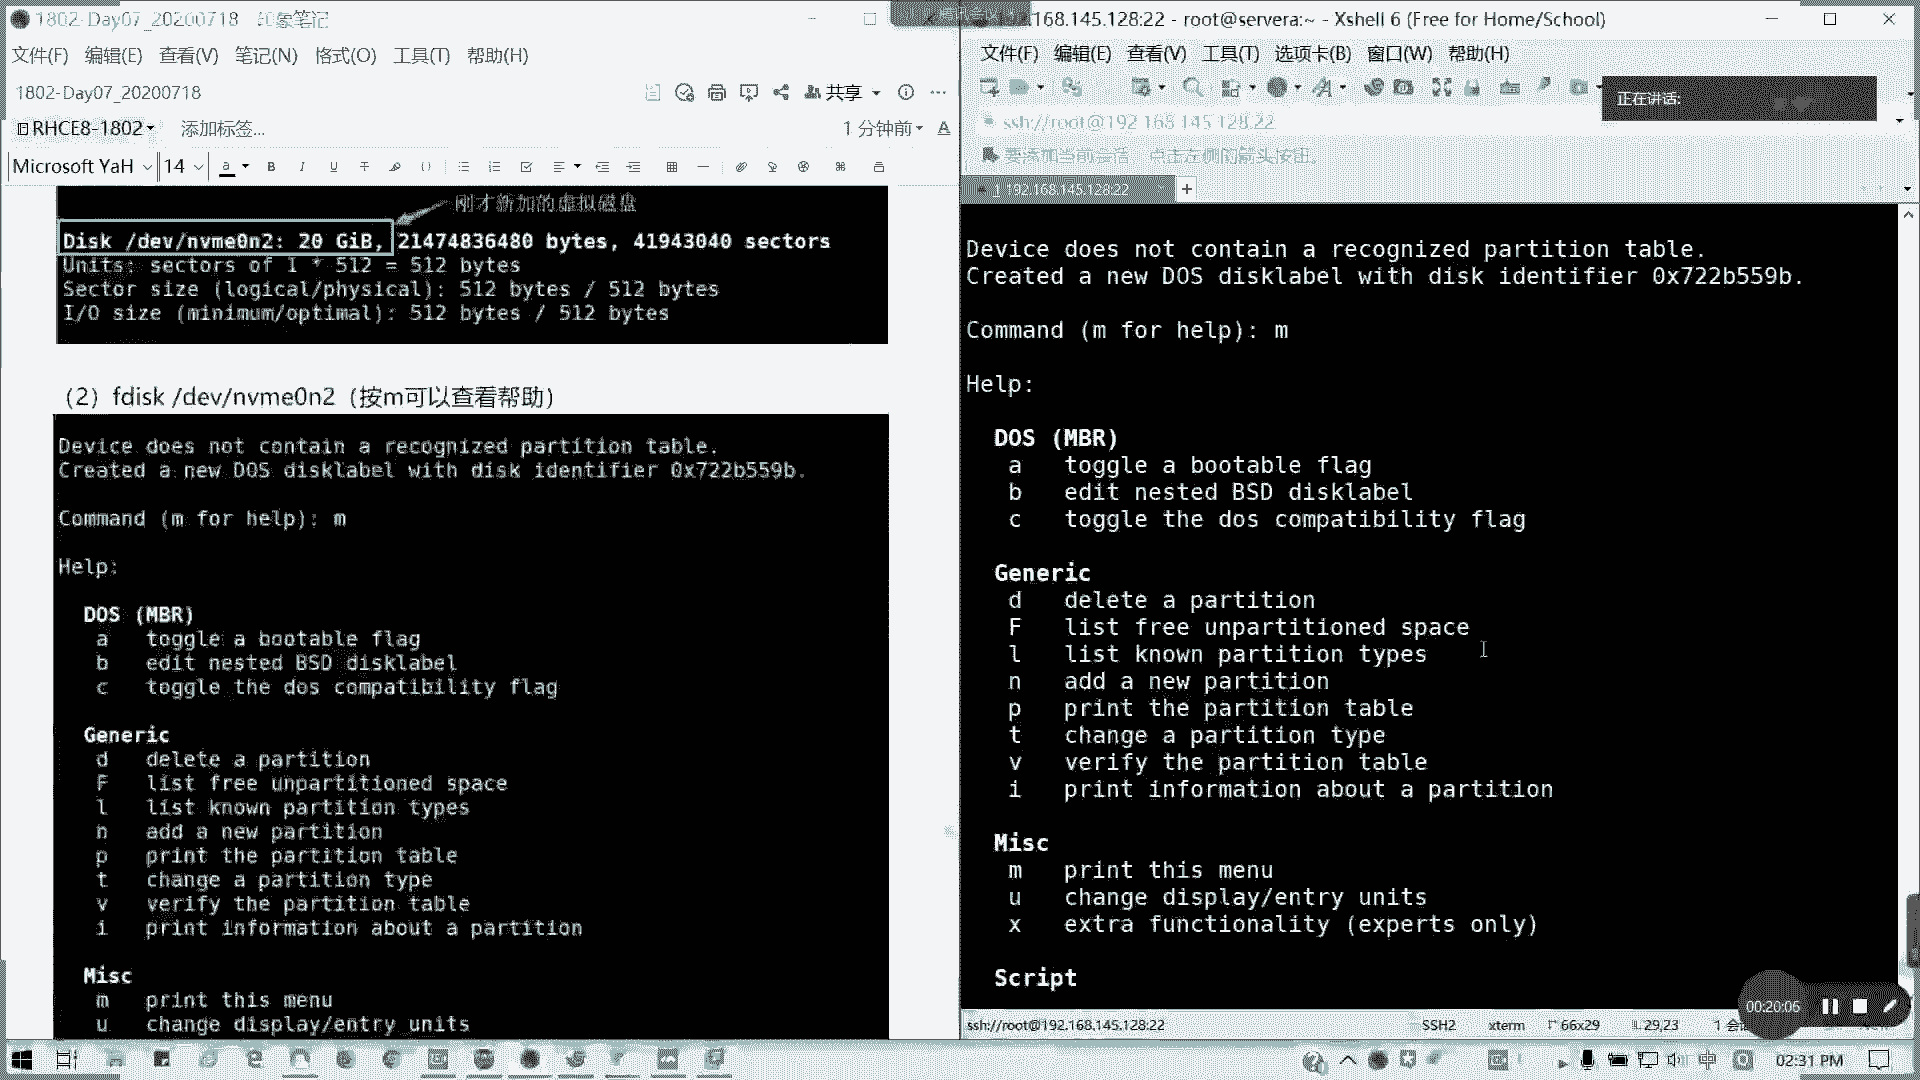 1802-Day07_20200718 印象笔记
文件(F) 编辑(E) 查看(V) 笔记(N) 格式(O) 工具(T) 帮助(H)
1802-Day07_20200718
共享
RHCE8-1802
添加标签...
1 分钟前
Microsoft YaH
14
刚才新加的虚拟磁盘
Disk /dev/nvme0n2: 20 GiB, 21474836480 bytes, 41943040 sectors
Units: sectors of 1 * 512 = 512 bytes
Sector size (logical/physical): 512 bytes / 512 bytes
I/O size (minimum/optimal): 512 bytes / 512 bytes
（2）fdisk /dev/nvme0n2（按m可以查看帮助）
Device does not contain a recognized partition table.
Created a new DOS disklabel with disk identifier 0x722b559b.
Command (m for help): m
Help:
DOS (MBR)
a toggle a bootable flag
b edit nested BSD disklabel
c toggle the dos compatibility flag
Generic
d delete a partition
F list free unpartitioned space
l list known partition types
n add a new partition
p print the partition table
t change a partition type
v verify the partition table
i print information about a partition
Misc
m print this menu
u change display/entry units
168.145.128:22 - root@servera:~ - Xshell 6 (Free for Home/School)
文件(F) 编辑(E) 查看(V) 工具(T) 选项卡(B) 窗口(W) 帮助(H)
正在讲话:
ssh://root@192.168.145.128:22
要添加当前会话，点击左侧的箭头按钮。
1 192.168.145.128:22
Device does not contain a recognized partition table.
Created a new DOS disklabel with disk identifier 0x722b559b.
Command (m for help): m
Help:
DOS (MBR)
a toggle a bootable flag
b edit nested BSD disklabel
c toggle the dos compatibility flag
Generic
d delete a partition
F list free unpartitioned space
l list known partition types
n add a new partition
p print the partition table
t change a partition type
v verify the partition table
i print information about a partition
Misc
m print this menu
u change display/entry units
x extra functionality (experts only)
Script
00:20:06
ssh://root@192.168.145.128:22
SSH2
xterm
66x29
29,23
1 会
中
02:31 PM